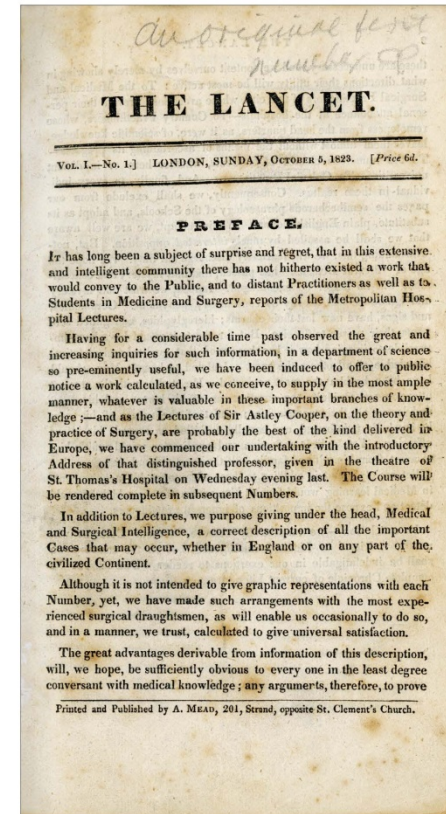 an original first
number of
THE LANCET.
VOL. I.—No. 1.] LONDON, SUNDAY, OCTOBER 5, 1823. [Price 6d.
PREFACE.
IT has long been a subject of surprise and regret, that in this extensive
and intelligent community there has not hitherto existed a work that
would convey to the Public, and to distant Practitioners as well as to
Students in Medicine and Surgery, reports of the Metropolitan Hos-
pital Lectures.
Having for a considerable time past observed the great and
increasing inquiries for such information, in a department of science
so pre-eminently useful, we have been induced to offer to public
notice a work calculated, as we conceive, to supply in the most ample
manner, whatever is valuable in these important branches of know-
ledge ;—and as the Lectures of Sir Astley Cooper, on the theory and
practice of Surgery, are probably the best of the kind delivered in
Europe, we have commenced our undertaking with the introductory
Address of that distinguished professor, given in the theatre of
St. Thomas's Hospital on Wednesday evening last. The Course will
be rendered complete in subsequent Numbers.
In addition to Lectures, we purpose giving under the head, Medical
and Surgical Intelligence, a correct description of all the important
Cases that may occur, whether in England or on any part of the
civilized Continent.
Although it is not intended to give graphic representations with each
Number, yet, we have made such arrangements with the most expe-
rienced surgical draughtsmen, as will enable us occasionally to do so,
and in a manner, we trust, calculated to give universal satisfaction.
The great advantages derivable from information of this description,
will, we hope, be sufficiently obvious to every one in the least degree
conversant with medical knowledge ; any arguments, therefore, to prove
Printed and Published by A. MEAD, 201, Strand, opposite St. Clement's Church.